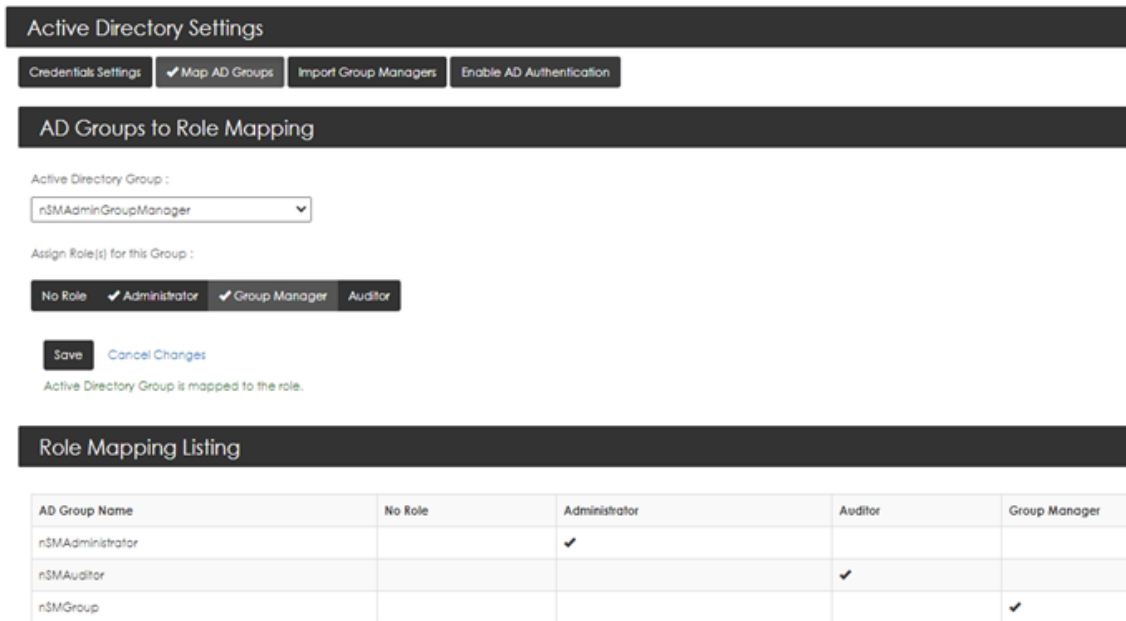 Active Directory Settings
Credentials Settings ✔Map AD Groups Import Group Managers Enable AD Authentication
AD Groups to Role Mapping
Active Directory Group :
nSMAdminGroupManager
Assign Role(s) for this Group :
No Role ✔Administrator ✔Group Manager Auditor
Save Cancel Changes
Active Directory Group is mapped to the role.
Role Mapping Listing
AD Group Name No Role Administrator Auditor Group Manager
nSMAdministrator ✔
nSMAuditor ✔
nSMGroup ✔